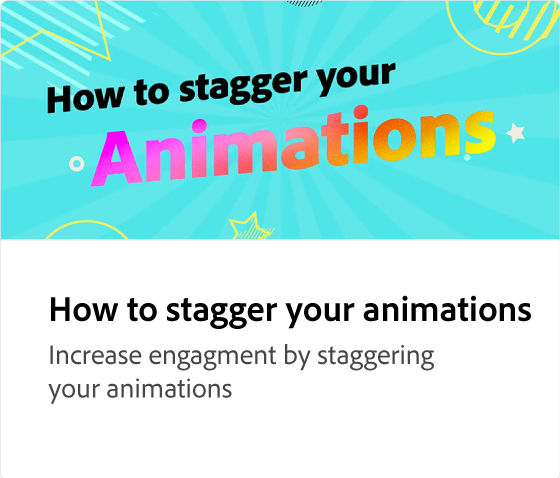 How to stagger your
Animations
How to stagger your animations
Increase engagment by staggering
your animations